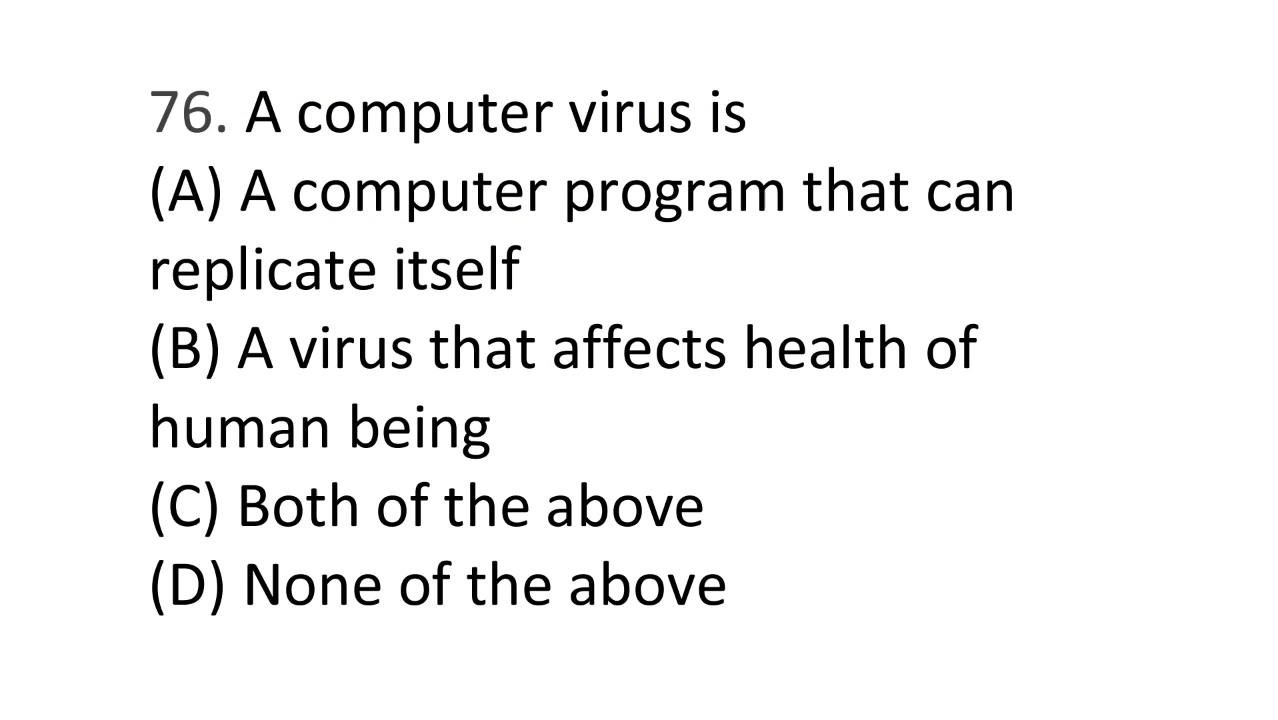 76. A computer virus is
(A) A computer program that can
replicate itself
(B) A virus that affects health of
human being
(C) Both of the above
(D) None of the above